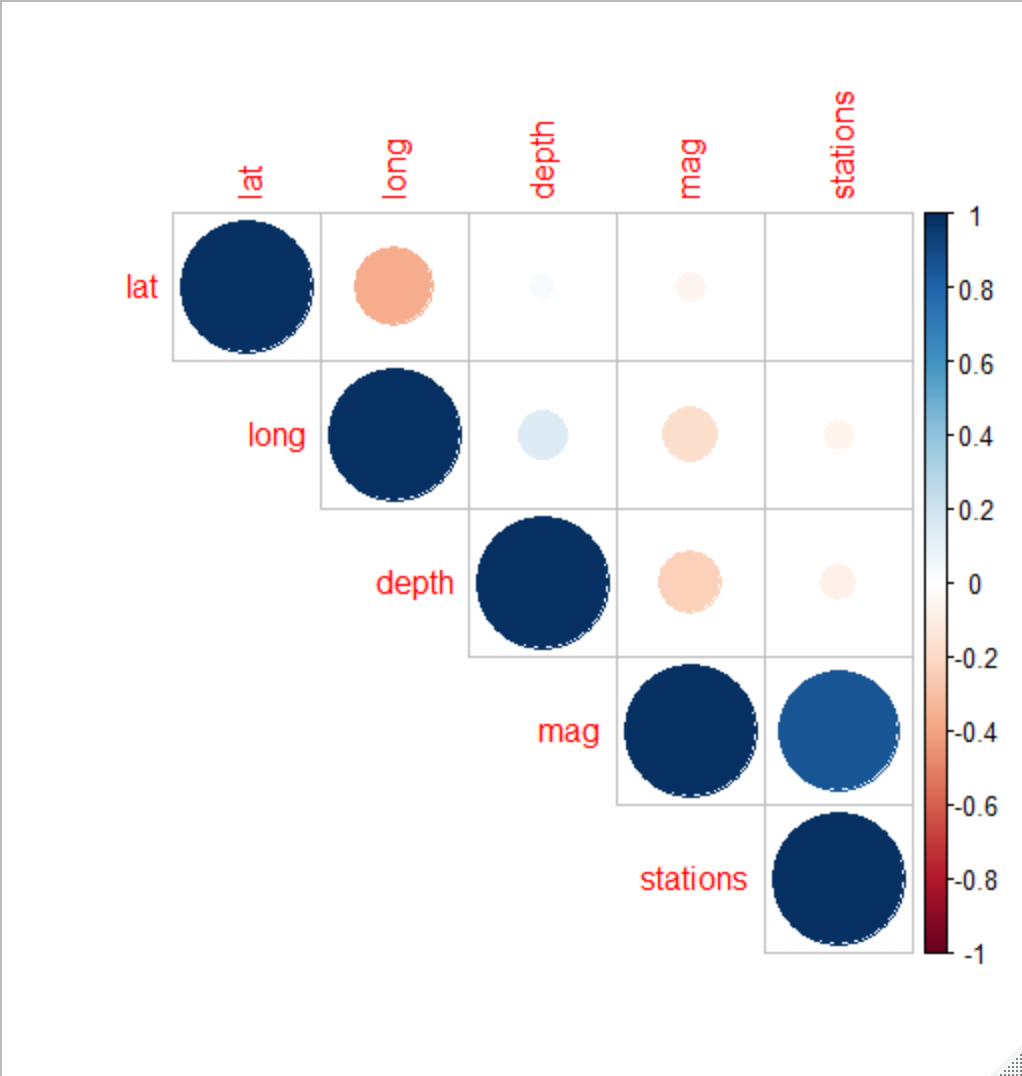 lat
long
depth
mag
stations
lat
long
depth
mag
stations
1
0.8
0.6
0.4
0.2
0
-0.2
-0.4
-0.6
-0.8
-1